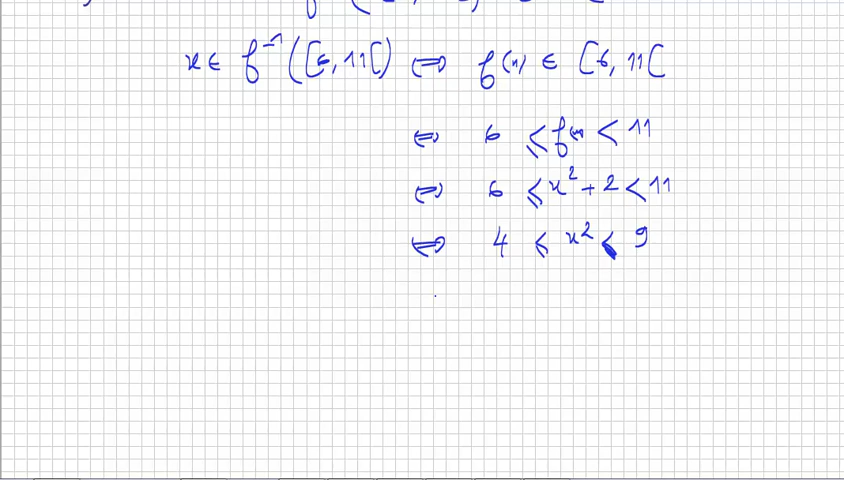 x ∈ f⁻¹([6, 11[) ⇔ f(x) ∈ [6, 11[
⇔ 6 ≤ f(x) < 11
⇔ 6 ≤ x² + 2 < 11
⇔ 4 ≤ x² < 9